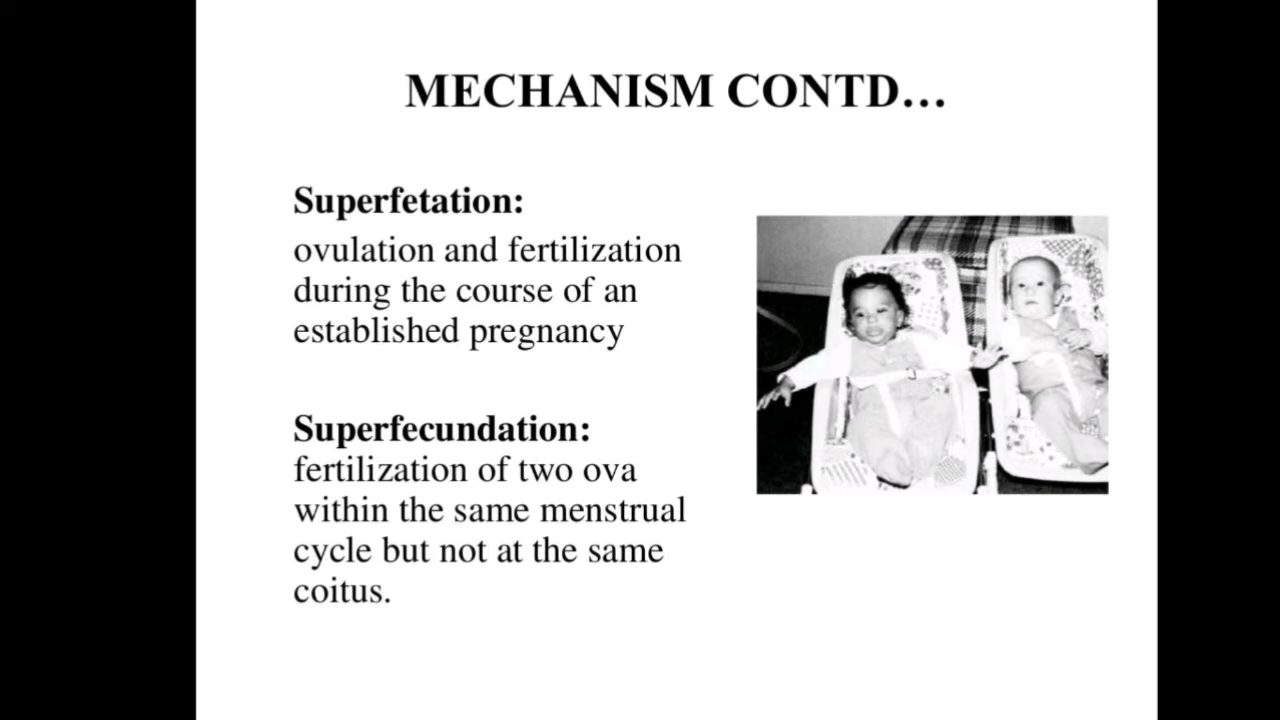 MECHANISM CONTD…
Superfetation:
ovulation and fertilization
during the course of an
established pregnancy
Superfecundation:
fertilization of two ova
within the same menstrual
cycle but not at the same
coitus.